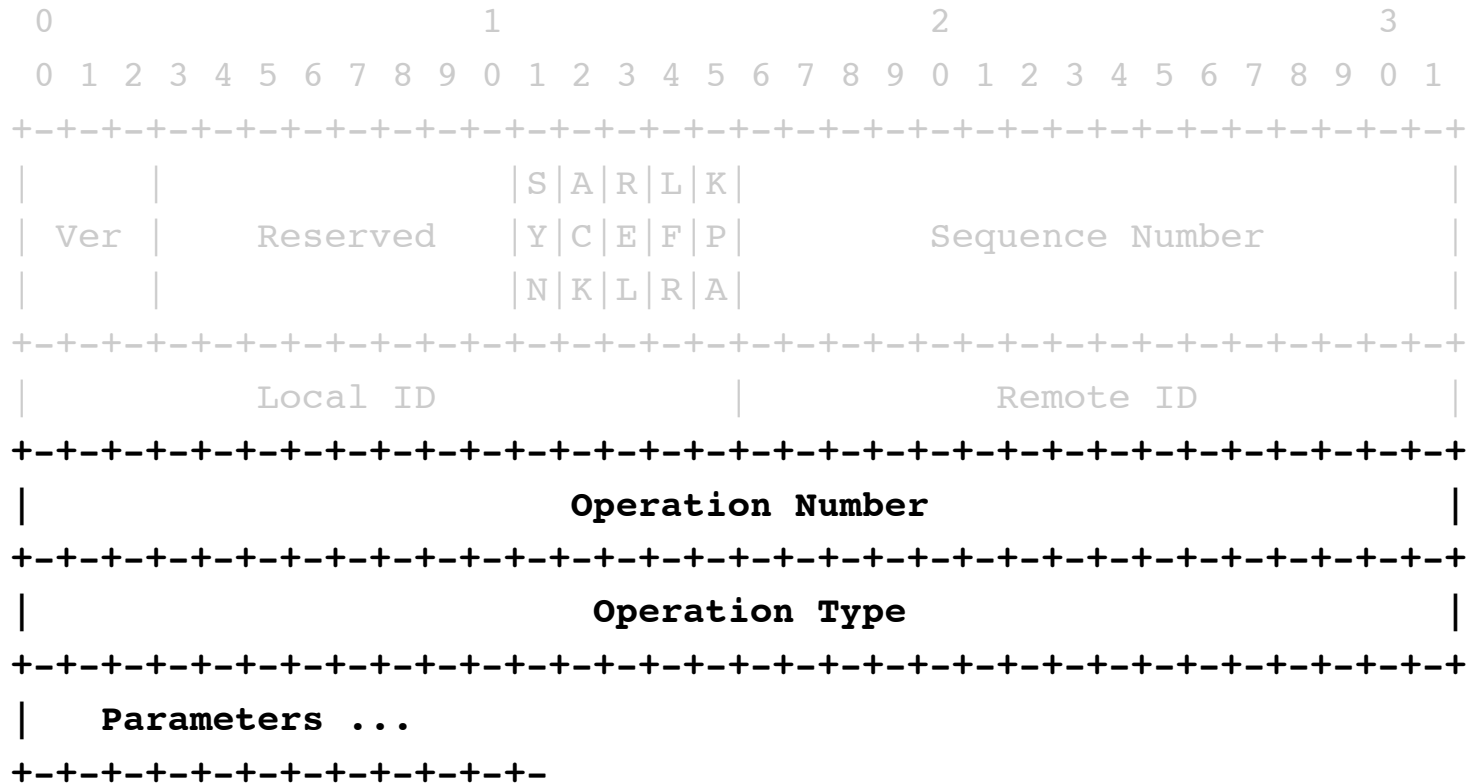 0                   1                   2                   3
 0 1 2 3 4 5 6 7 8 9 0 1 2 3 4 5 6 7 8 9 0 1 2 3 4 5 6 7 8 9 0 1
+-+-+-+-+-+-+-+-+-+-+-+-+-+-+-+-+-+-+-+-+-+-+-+-+-+-+-+-+-+-+-+-+
|     |               |S|A|R|L|K|                               |
| Ver |    Reserved   |Y|C|E|F|P|        Sequence Number        |
|     |               |N|K|L|R|A|                               |
+-+-+-+-+-+-+-+-+-+-+-+-+-+-+-+-+-+-+-+-+-+-+-+-+-+-+-+-+-+-+-+-+
|          Local ID             |           Remote ID           |
+-+-+-+-+-+-+-+-+-+-+-+-+-+-+-+-+-+-+-+-+-+-+-+-+-+-+-+-+-+-+-+-+
|                        Operation Number                       |
+-+-+-+-+-+-+-+-+-+-+-+-+-+-+-+-+-+-+-+-+-+-+-+-+-+-+-+-+-+-+-+-+
|                         Operation Type                        |
+-+-+-+-+-+-+-+-+-+-+-+-+-+-+-+-+-+-+-+-+-+-+-+-+-+-+-+-+-+-+-+-+
|   Parameters ...
+-+-+-+-+-+-+-+-+-+-+-+-